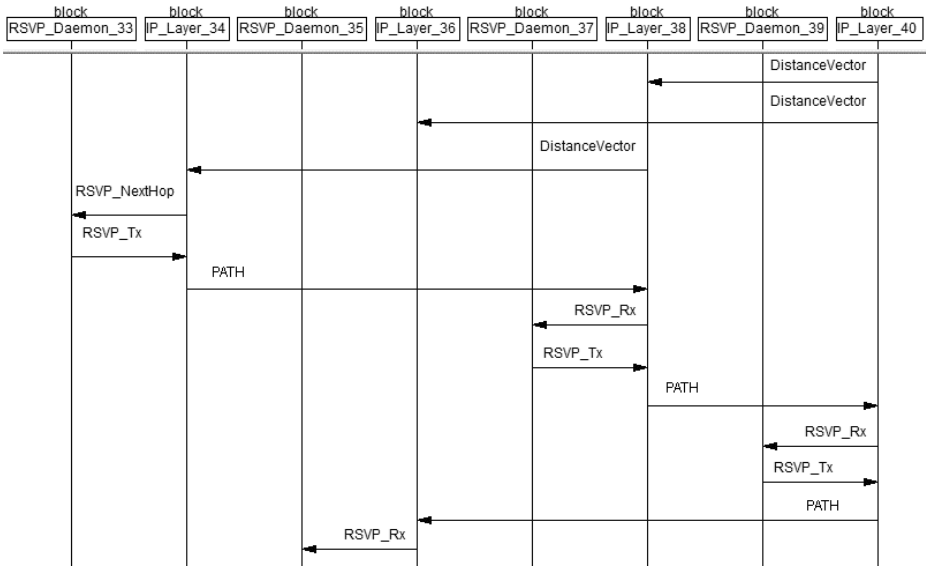 block block block block block block block block
RSVP_Daemon_33 IP_Layer_34 RSVP_Daemon_35 IP_Layer_36 RSVP_Daemon_37 IP_Layer_38 RSVP_Daemon_39 IP_Layer_40
DistanceVector
DistanceVector
DistanceVector
RSVP_NextHop
RSVP_Tx
PATH
RSVP_Rx
RSVP_Tx
PATH
RSVP_Rx
RSVP_Tx
PATH
RSVP_Rx